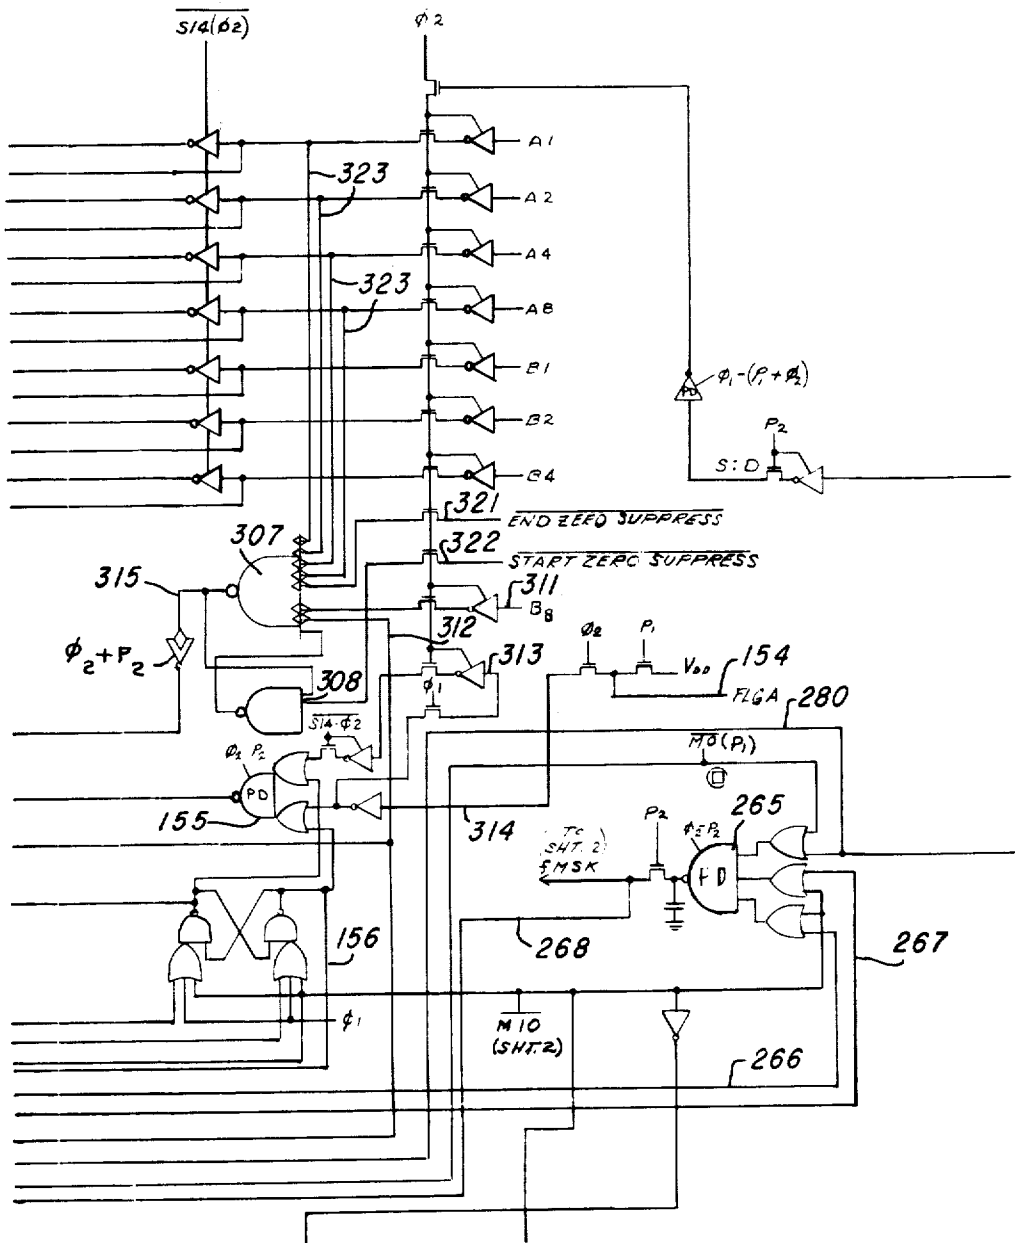 S14(φ2)
φ2
A1
323
A2
A4
323
A8
B1
φ1-(P1+φ2)
B2
P2
S:D
B4
321
END ZERO SUPPRESS
307
322
START ZERO SUPPRESS
315
311
B8
312
φ2
P1
φ2+P2
313
VDD
154
308
φ1
FLGA
280
S14·φ2
M0(P1)
φ2 P2
PD
155
314
P2
265
(TO SHT. 2)
φ2 P2
FMSK
PD
156
268
267
φ1
M10
(SHT.2)
266